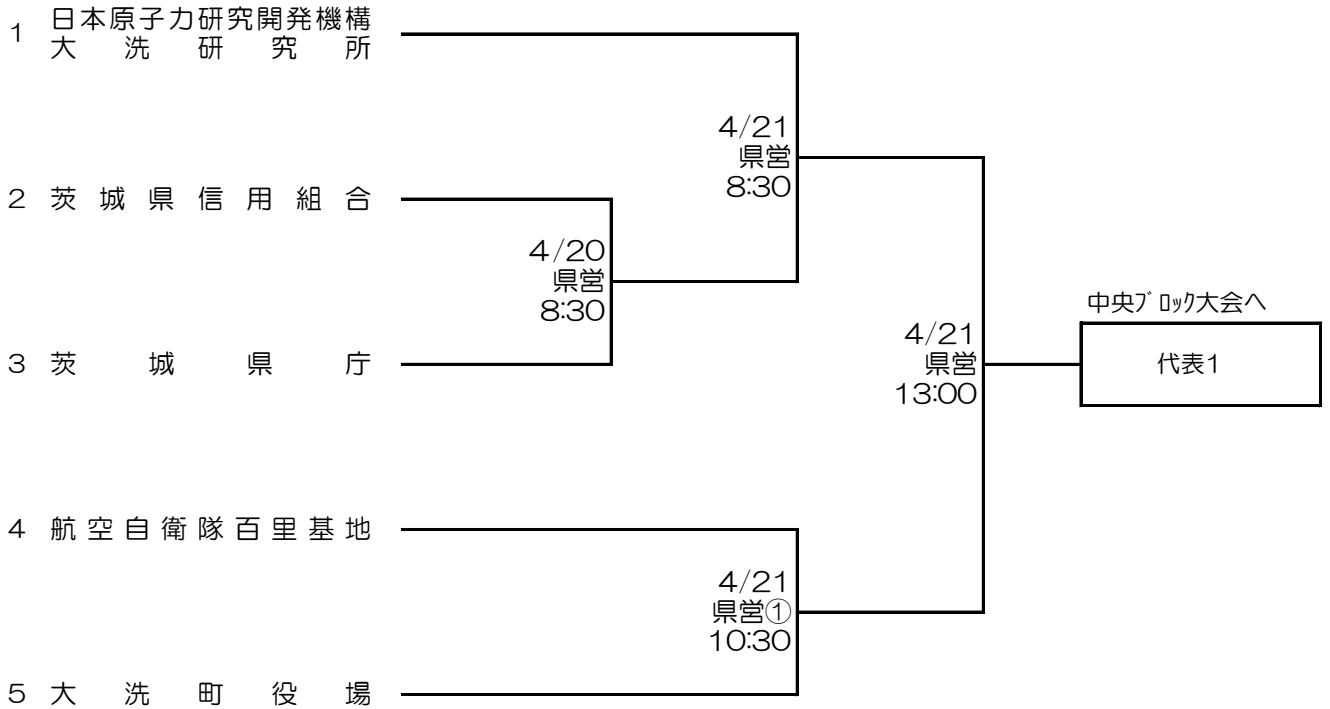 1 日本原子力研究開発機構
大洗研究所
4/21
県営
8:30
2 茨城県信用組合
4/20
県営
8:30
中央ﾌﾞﾛｯｸ大会へ
4/21
県営
13:00
代表1
3 茨城県庁
4 航空自衛隊百里基地
4/21
県営①
10:30
5 大洗町役場